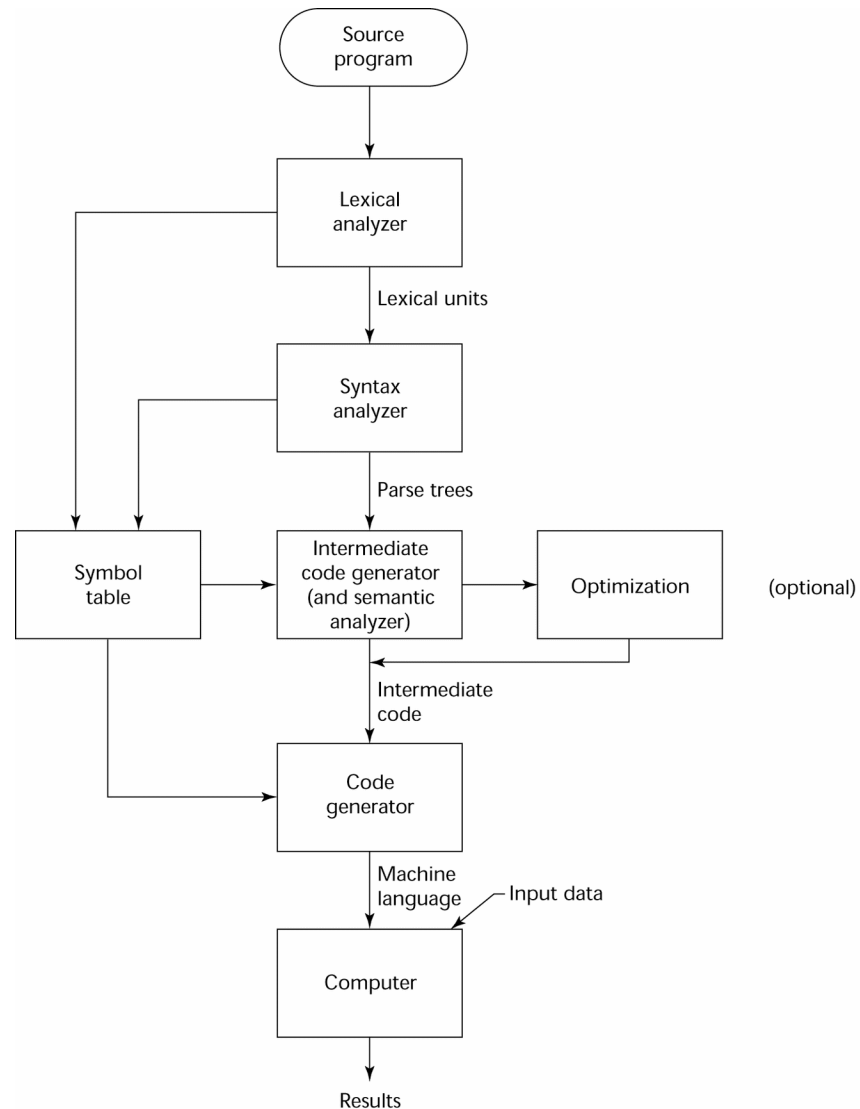 Source
program
Lexical
analyzer
Lexical units
Syntax
analyzer
Parse trees
Symbol
table
Intermediate
code generator
(and semantic
analyzer)
Optimization
(optional)
Intermediate
code
Code
generator
Machine
language
Input data
Computer
Results